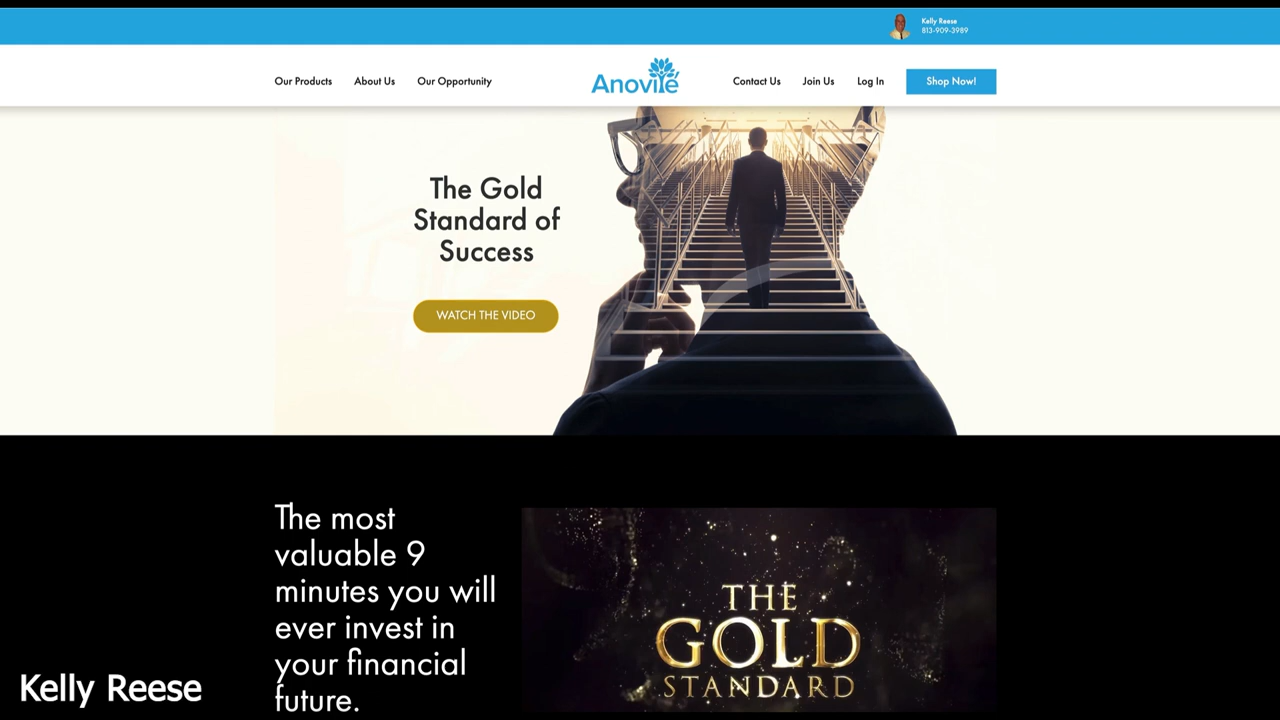 Kelly Reese
813-909-3989
Our Products
About Us
Our Opportunity
Anovite
Contact Us
Join Us
Log In
Shop Now!
The Gold
Standard of
Success
WATCH THE VIDEO
The most
valuable 9
minutes you will
ever invest in
your financial
future.
THE
GOLD
STANDARD
Kelly Reese